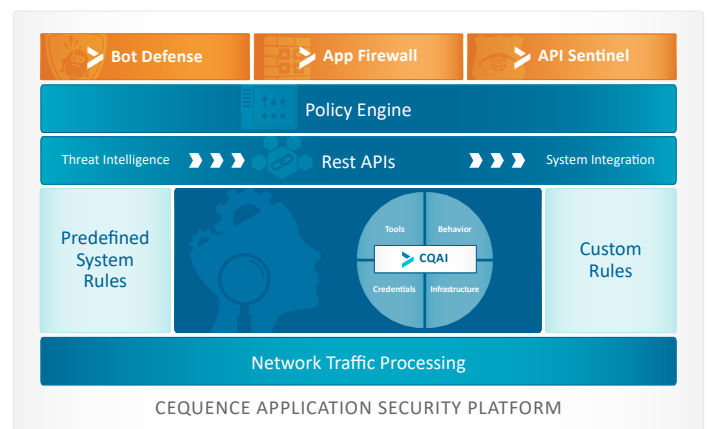 Bot Defense
App Firewall
API Sentinel
Policy Engine
Threat Intelligence
Rest APIs
System Integration
Predefined
System
Rules
Tools
Behavior
CQAI
Credentials
Infrastructure
Custom
Rules
Network Traffic Processing
CEQUENCE APPLICATION SECURITY PLATFORM